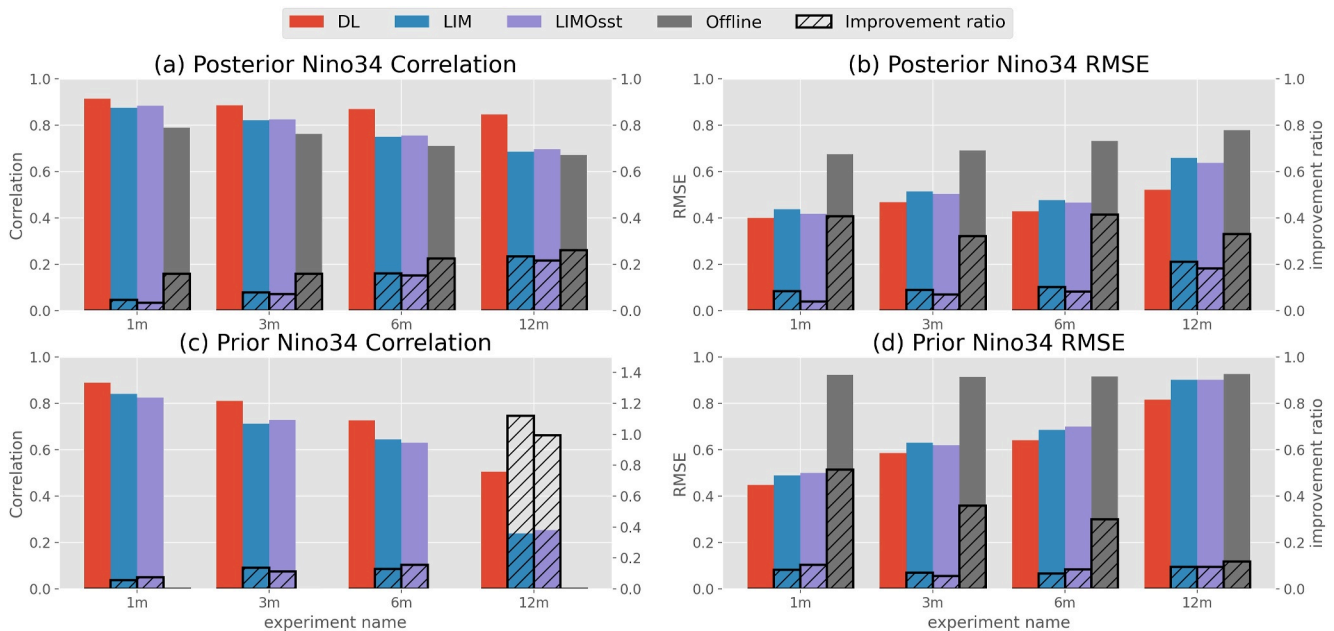 DL LIM LIMOsst Offline Improvement ratio
(a) Posterior Nino34 Correlation
1.0 0.8 0.6 0.4 0.2 0.0
Correlation
1.0 0.8 0.6 0.4 0.2 0.0
1m 3m 6m 12m
(b) Posterior Nino34 RMSE
1.0 0.8 0.6 0.4 0.2 0.0
RMSE
1.0 0.8 0.6 0.4 0.2 0.0
improvement ratio
1m 3m 6m 12m
(c) Prior Nino34 Correlation
1.0 0.8 0.6 0.4 0.2 0.0
Correlation
1.4 1.2 1.0 0.8 0.6 0.4 0.2 0.0
1m 3m 6m 12m
experiment name
(d) Prior Nino34 RMSE
1.0 0.8 0.6 0.4 0.2 0.0
RMSE
1.0 0.8 0.6 0.4 0.2 0.0
improvement ratio
1m 3m 6m 12m
experiment name